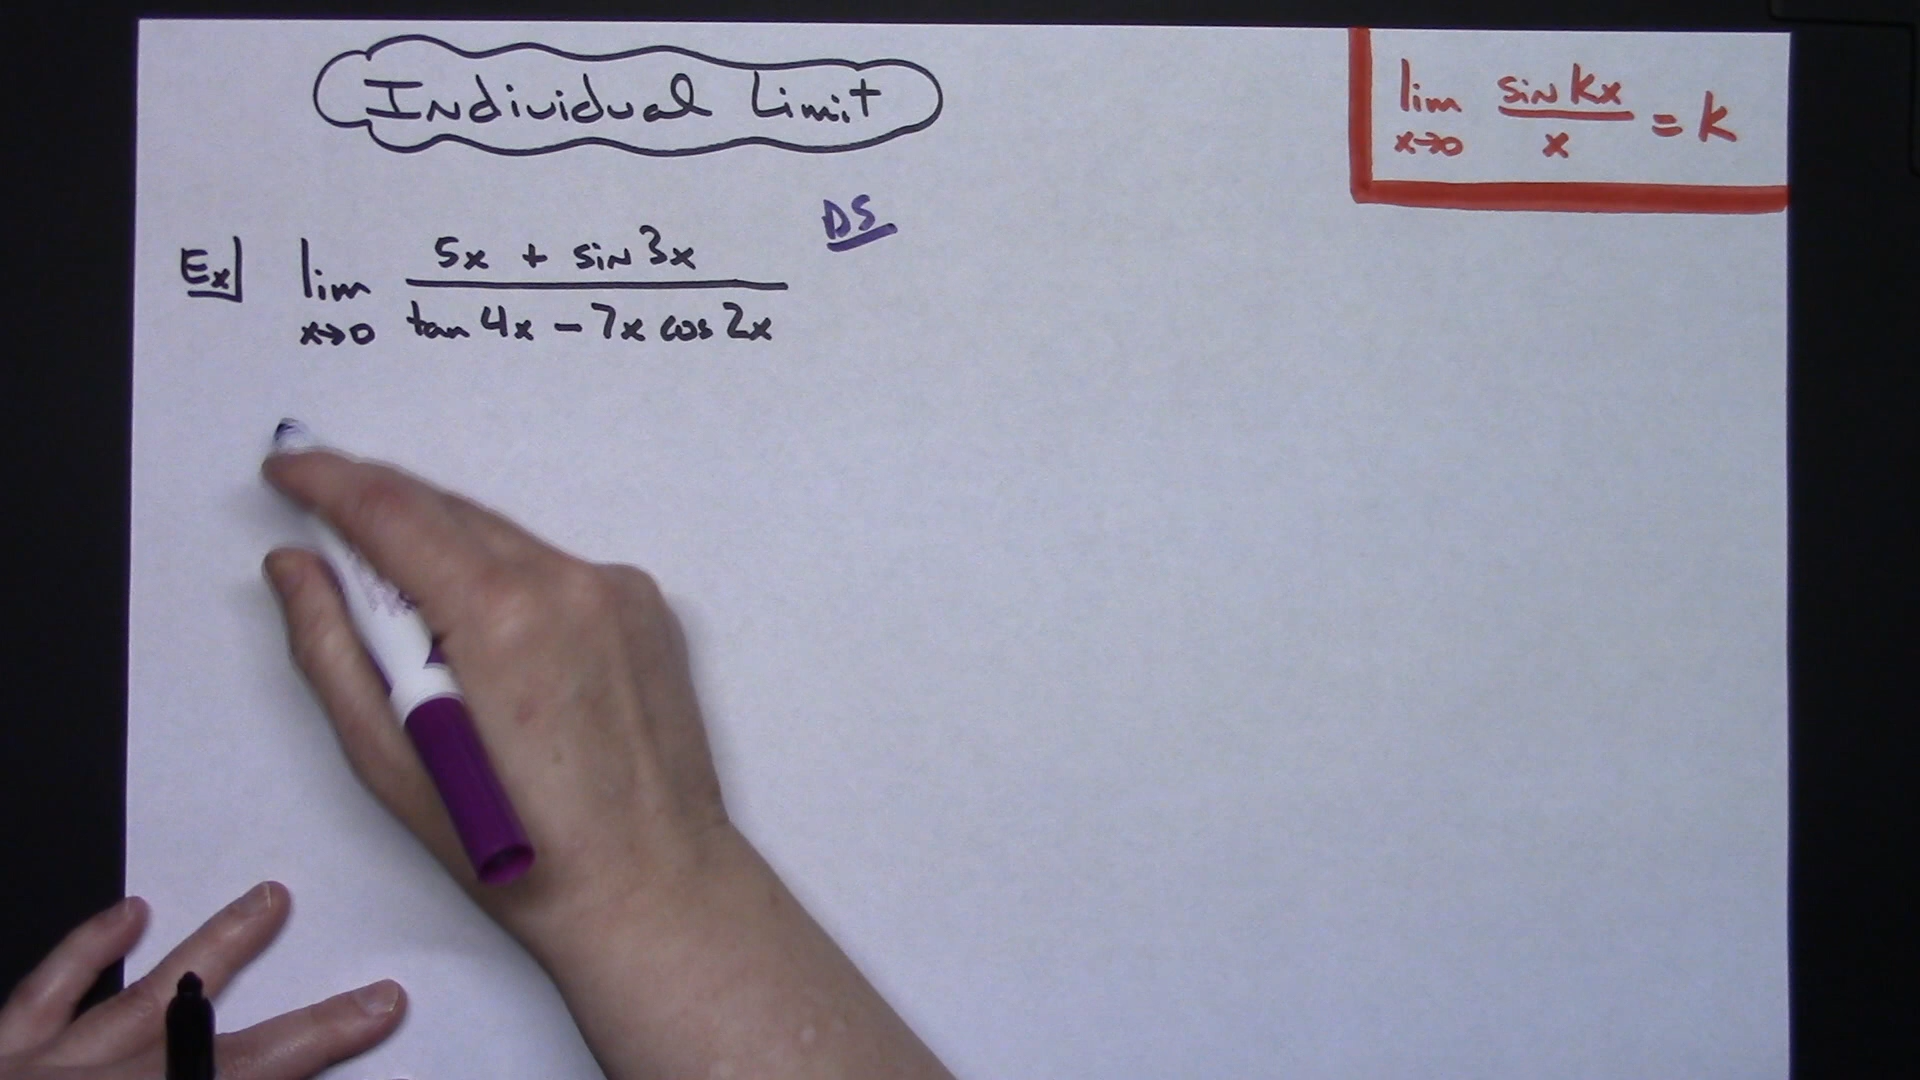 Individual Limit
lim sin kx
x→0 x = k
DS
Ex lim 5x + sin 3x
x→0 tan 4x - 7x cos 2x